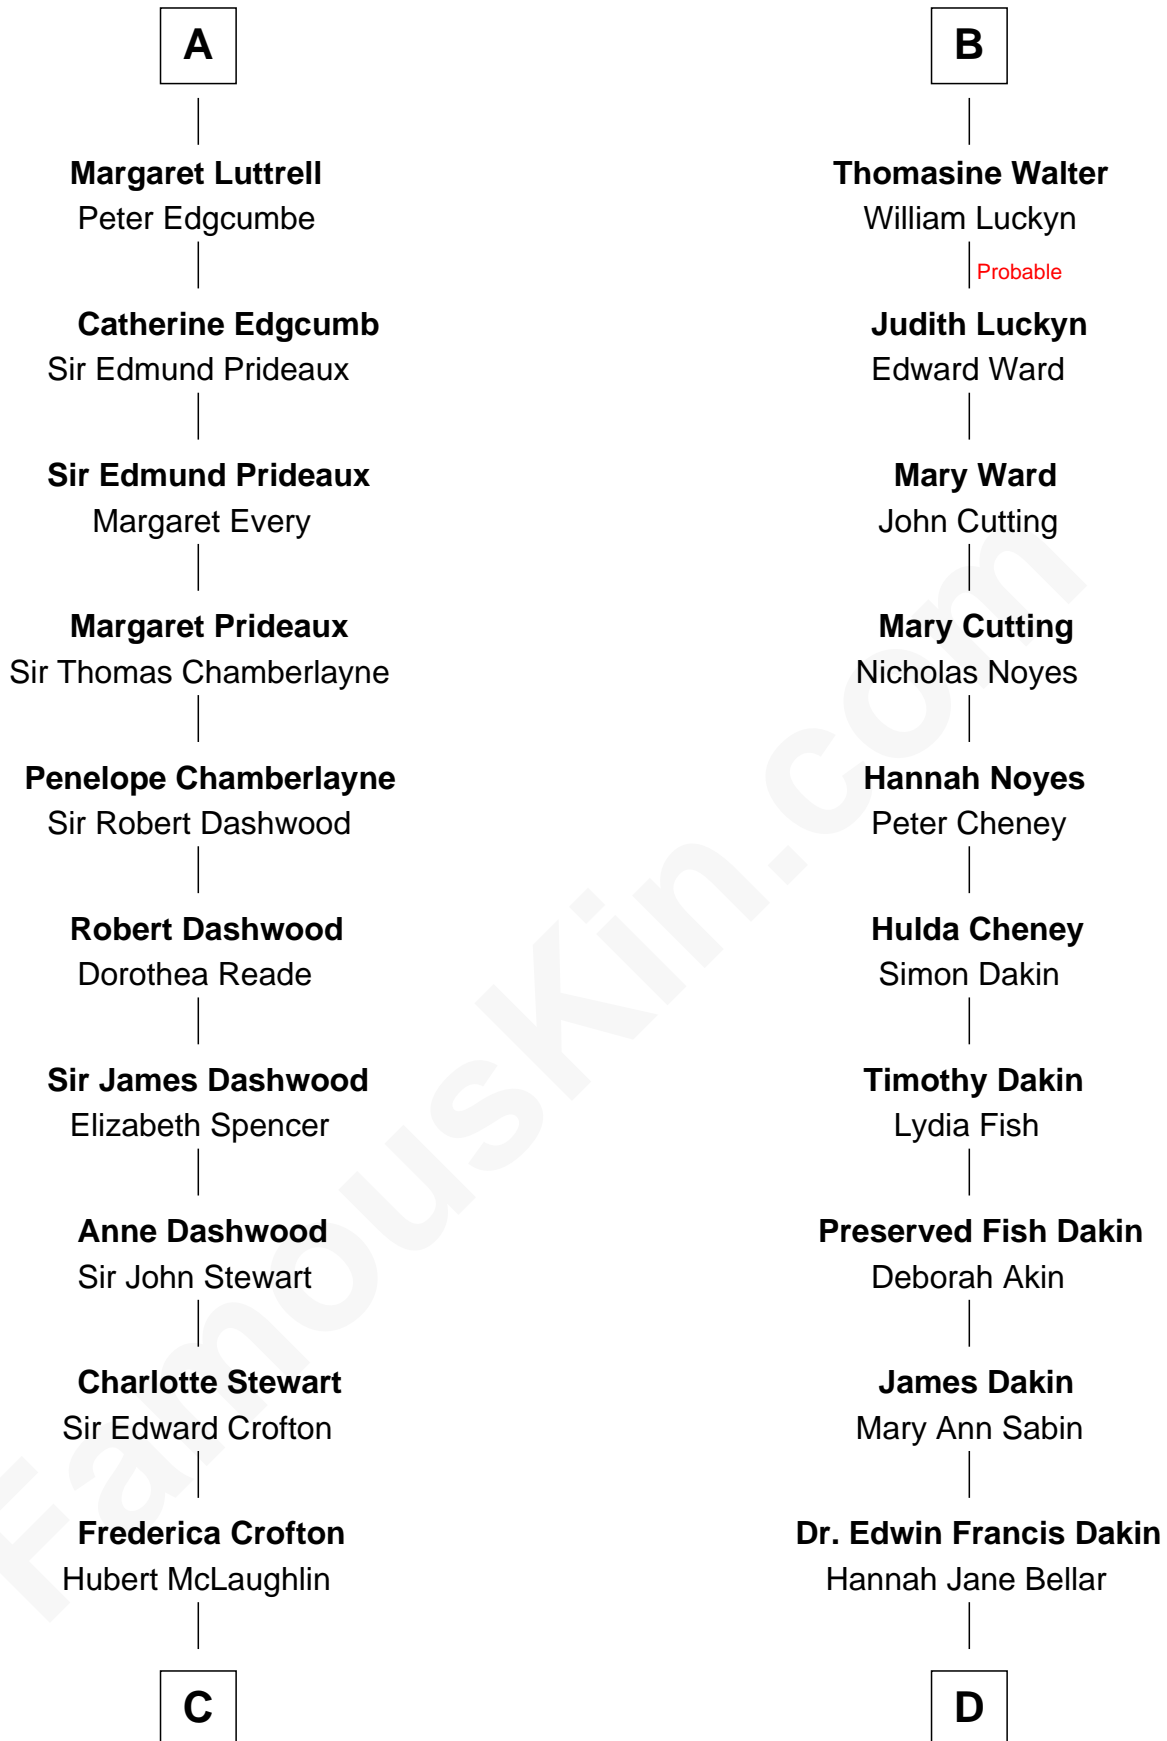 A
Margaret Luttrell
Peter Edgcumbe
Catherine Edgcumb
Sir Edmund Prideaux
Sir Edmund Prideaux
Margaret Every
Margaret Prideaux
Sir Thomas Chamberlayne
Penelope Chamberlayne
Sir Robert Dashwood
Robert Dashwood
Dorothea Reade
Sir James Dashwood
Elizabeth Spencer
Anne Dashwood
Sir John Stewart
Charlotte Stewart
Sir Edward Crofton
Frederica Crofton
Hubert McLaughlin
C
B
Thomasine Walter
William Luckyn
Probable
Judith Luckyn
Edward Ward
Mary Ward
John Cutting
Mary Cutting
Nicholas Noyes
Hannah Noyes
Peter Cheney
Hulda Cheney
Simon Dakin
Timothy Dakin
Lydia Fish
Preserved Fish Dakin
Deborah Akin
James Dakin
Mary Ann Sabin
Dr. Edwin Francis Dakin
Hannah Jane Bellar
D
FamousKin.com